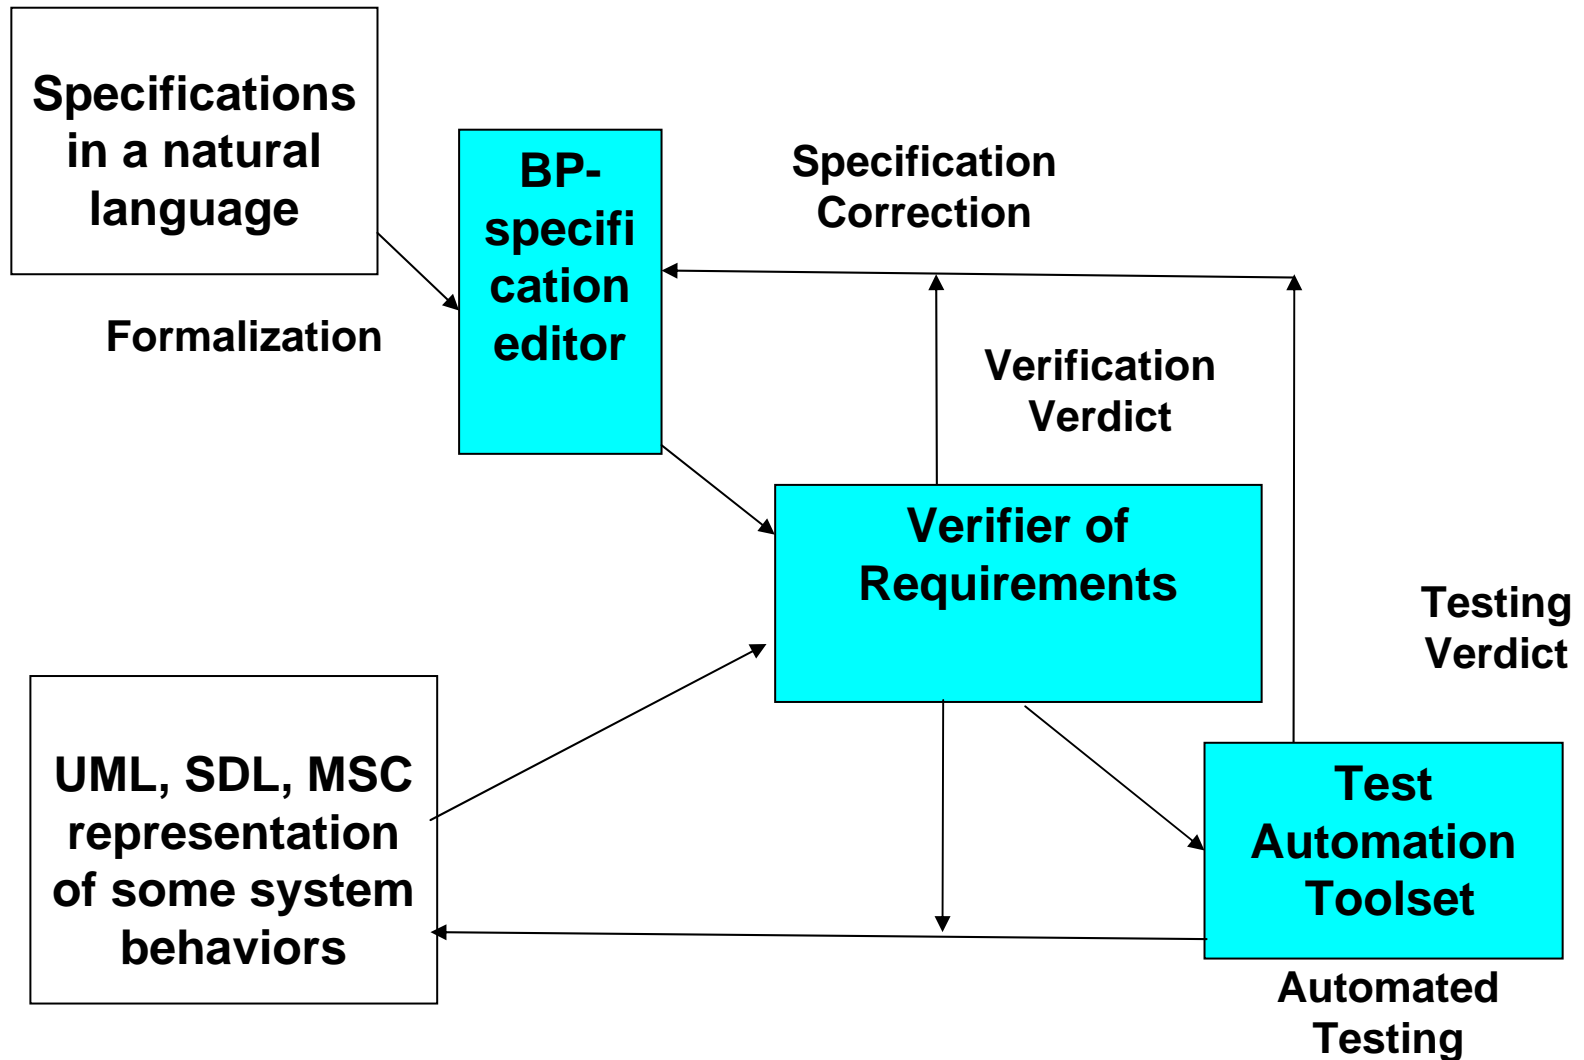 Specifications
in a natural
language
BP-
specifi
cation
editor
Specification
Correction
Formalization
Verification
Verdict
Verifier of
Requirements
Testing
Verdict
UML, SDL, MSC
representation
of some system
behaviors
Test
Automation
Toolset
Automated
Testing